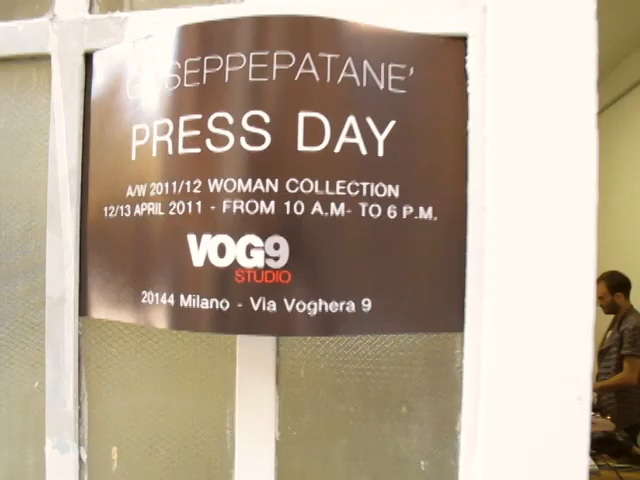 GIUSEPPEPATANE'
PRESS DAY
A/W 2011/12 WOMAN COLLECTION
12/13 APRIL 2011 - FROM 10 A.M- TO 6 P.M.
VOG9
STUDIO
20144 Milano - Via Voghera 9